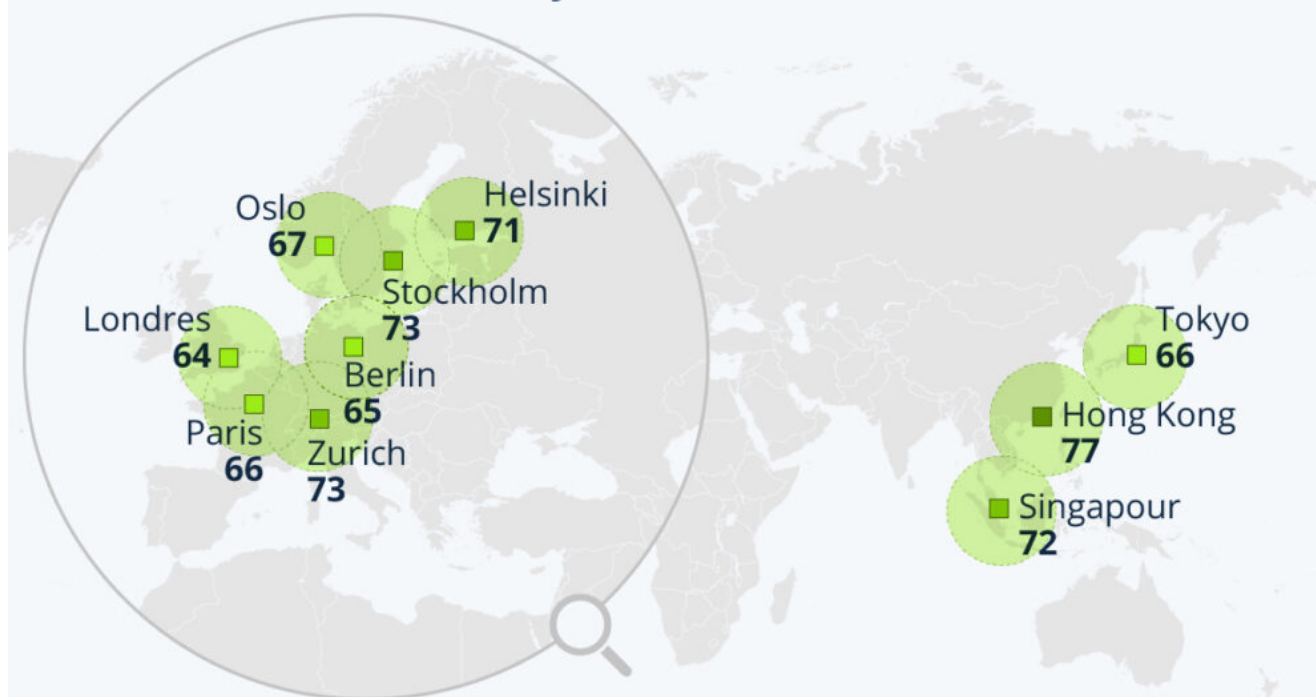 Oslo
67
Helsinki
71
Stockholm
73
Londres
64
Berlin
65
Paris
66
Zurich
73
Tokyo
66
Hong Kong
77
Singapour
72